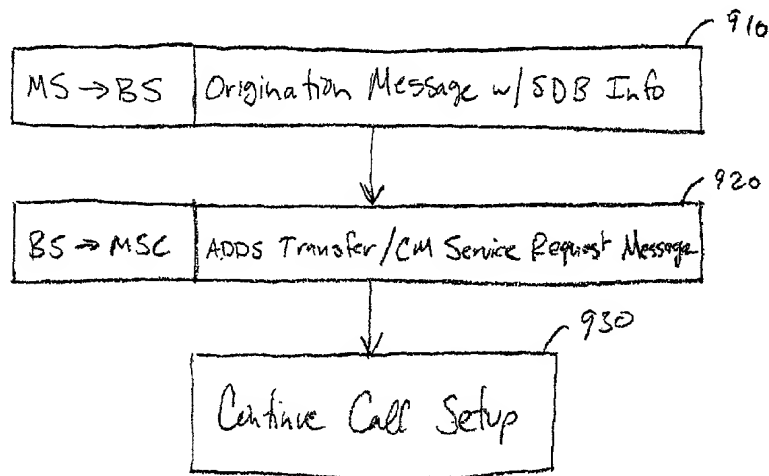 910
MS → BS Origination Message w/ SDB Info
920
BS → MSC ADDS Transfer/CM Service Request Message
930
Continue Call Setup